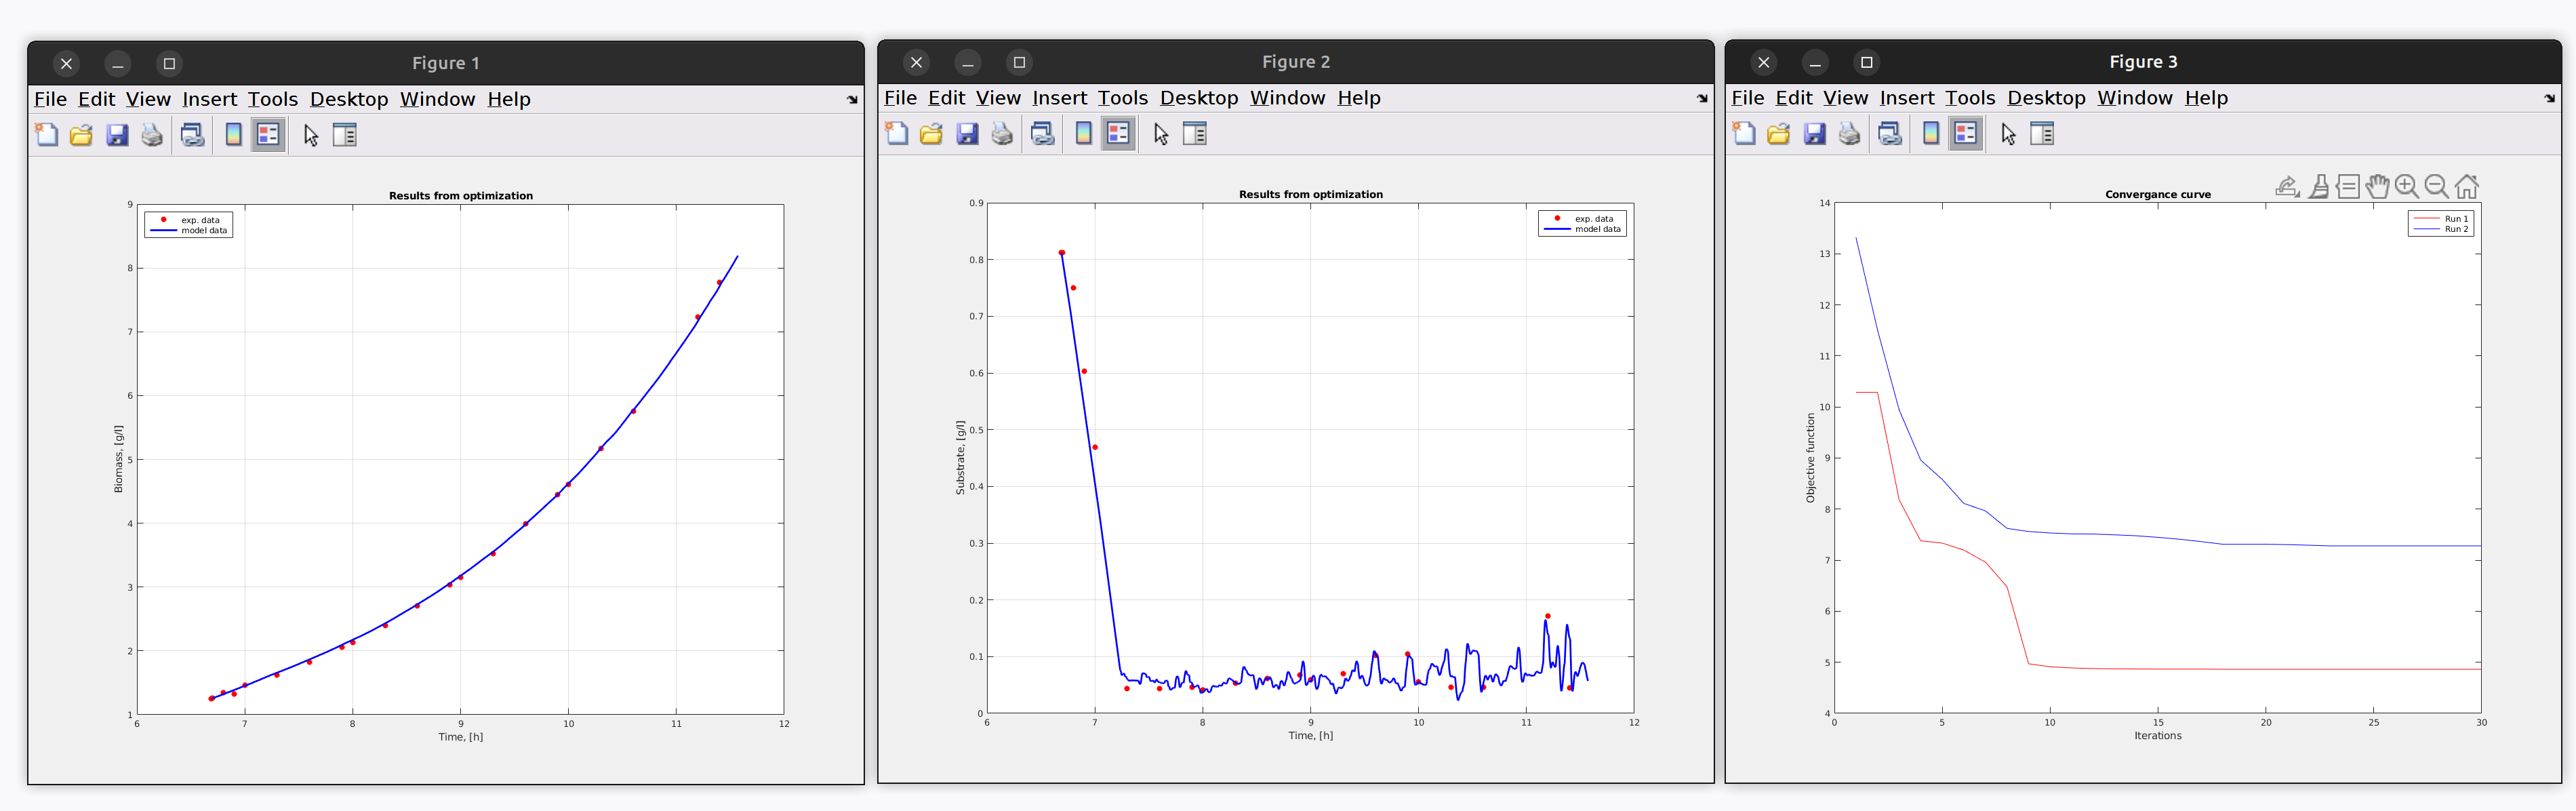 Figure 1
File Edit View Insert Tools Desktop Window Help
Results from optimization
exp. data
model data
9
8
7
6
5
4
3
2
1
Biomass, [g/l]
6 7 8 9 10 11 12
Time, [h]
Figure 2
File Edit View Insert Tools Desktop Window Help
Results from optimization
exp. data
model data
0.9
0.8
0.7
0.6
0.5
0.4
0.3
0.2
0.1
0
Substrate, [g/l]
6 7 8 9 10 11 12
Time, [h]
Figure 3
File Edit View Insert Tools Desktop Window Help
Convergance curve
Run 1
Run 2
14
13
12
11
10
9
8
7
6
5
4
Objective function
0 5 10 15 20 25 30
Iterations